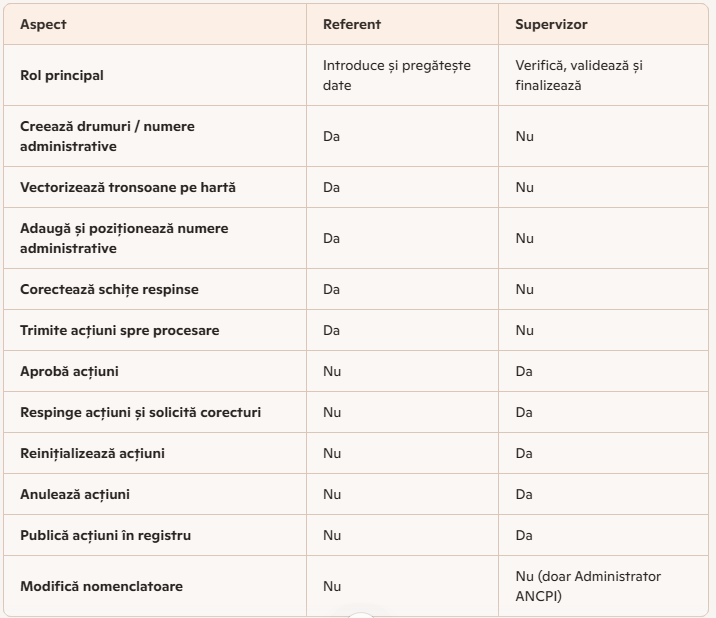 Aspect Referent Supervizor
Rol principal Introduce și pregătește date Verifică, validează și finalizează
Creează drumuri / numere administrative Da Nu
Vectorizează tronsoane pe hartă Da Nu
Adaugă și poziționează numere administrative Da Nu
Corectează schițe respinse Da Nu
Trimite acțiuni spre procesare Da Nu
Aprobă acțiuni Nu Da
Respinge acțiuni și solicită corecturi Nu Da
Reinițializează acțiuni Nu Da
Anulează acțiuni Nu Da
Publică acțiuni în registru Nu Da
Modifică nomenclatoare Nu Nu (doar Administrator ANCPI)